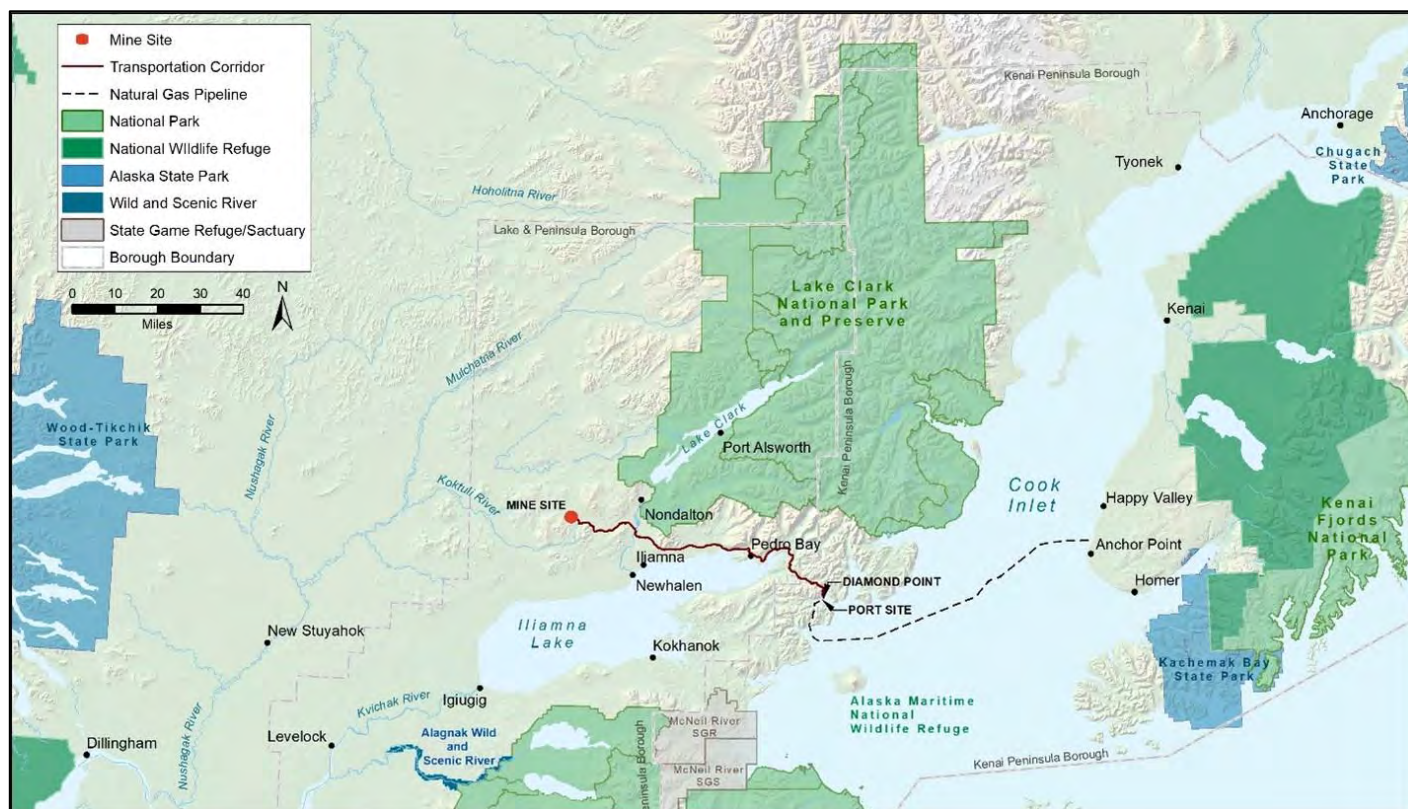 Mine Site
Transportation Corridor
Natural Gas Pipeline
National Park
National WIldlife Refuge
Alaska State Park
Wild and Scenic River
State Game Refuge/Sactuary
Borough Boundary
0 10 20 30 40
Miles
N
Kenai Peninsula Borough
Anchorage
Chugach
State
Park
Tyonek
Hoholitna River
Lake & Peninsula Borough
Lake Clark
National Park
and Preserve
Kenai
Kenai Peninsula Borough
Mulchatna River
Wood-Tikchik
State Park
Nushagak River
Lake Clark
Port Alsworth
Kenai Peninsula Borough
Koktuli River
MINE SITE
Nondalton
Cook
Inlet
Happy Valley
Kenai
Fjords
National
Park
Pedro Bay
Anchor Point
Iliamna
Newhalen
DIAMOND POINT
Homer
PORT SITE
Iliamna
Lake
New Stuyahok
Kokhanok
Kachemak Bay
State Park
Igiugig
Kvichak River
Alaska Maritime
National
Wildlife Refuge
McNeil River
SGR
Nushagak River
Levelock
Alagnak Wild
and
Scenic River
Dillingham
McNeil River
SGS
Kenai Peninsula Borough